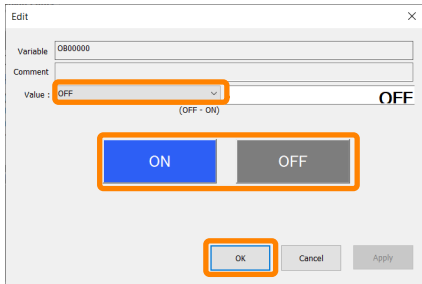 Edit
Variable OB00000
Comment
Value : OFF OFF
(OFF - ON)
ON OFF
OK Cancel Apply